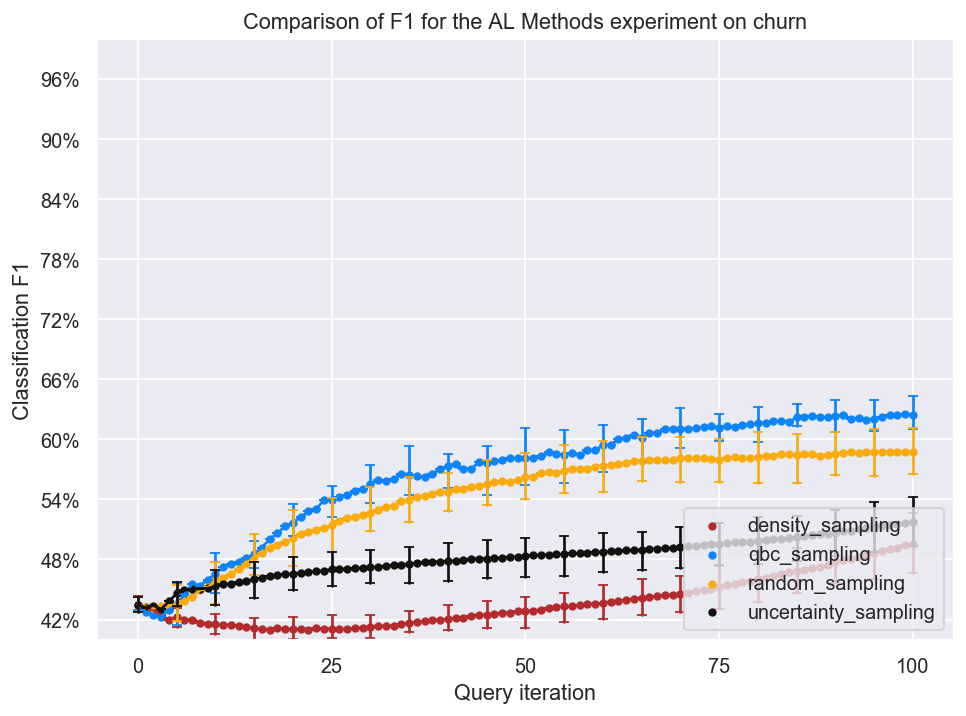 Comparison of F1 for the AL Methods experiment on churn
Classification F1
96%
90%
84%
78%
72%
66%
60%
54%
48%
42%
density_sampling
qbc_sampling
random_sampling
uncertainty_sampling
0 25 50 75 100
Query iteration